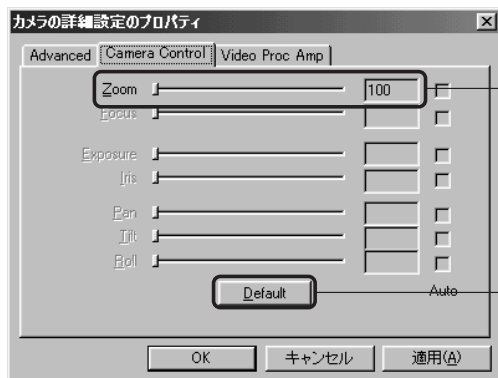 カメラの詳細設定のプロパティ
Advanced Camera Control Video Proc Amp
Zoom 100
Focus
Exposure
Iris
Pan
Tilt
Roll
Default Auto
OK キャンセル 適用(A)